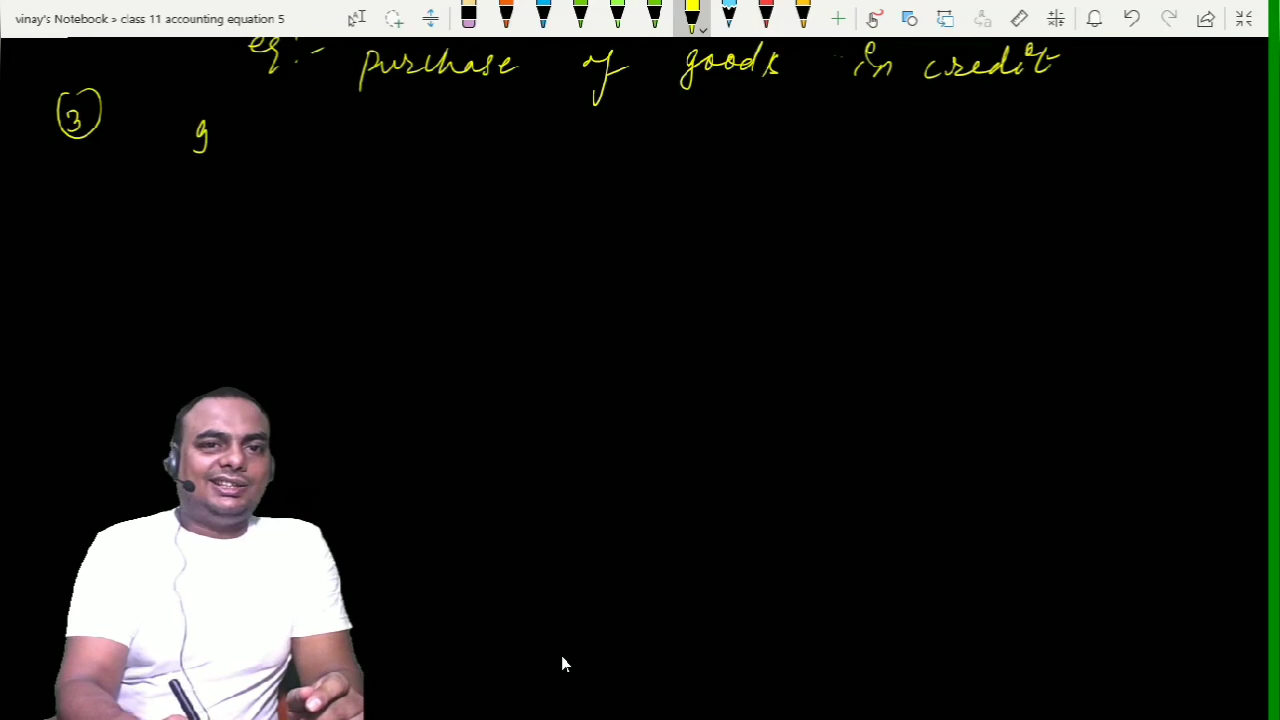 vinay's Notebook > class 11 accounting equation 5
eg:- purchase of goods in credit
3
g